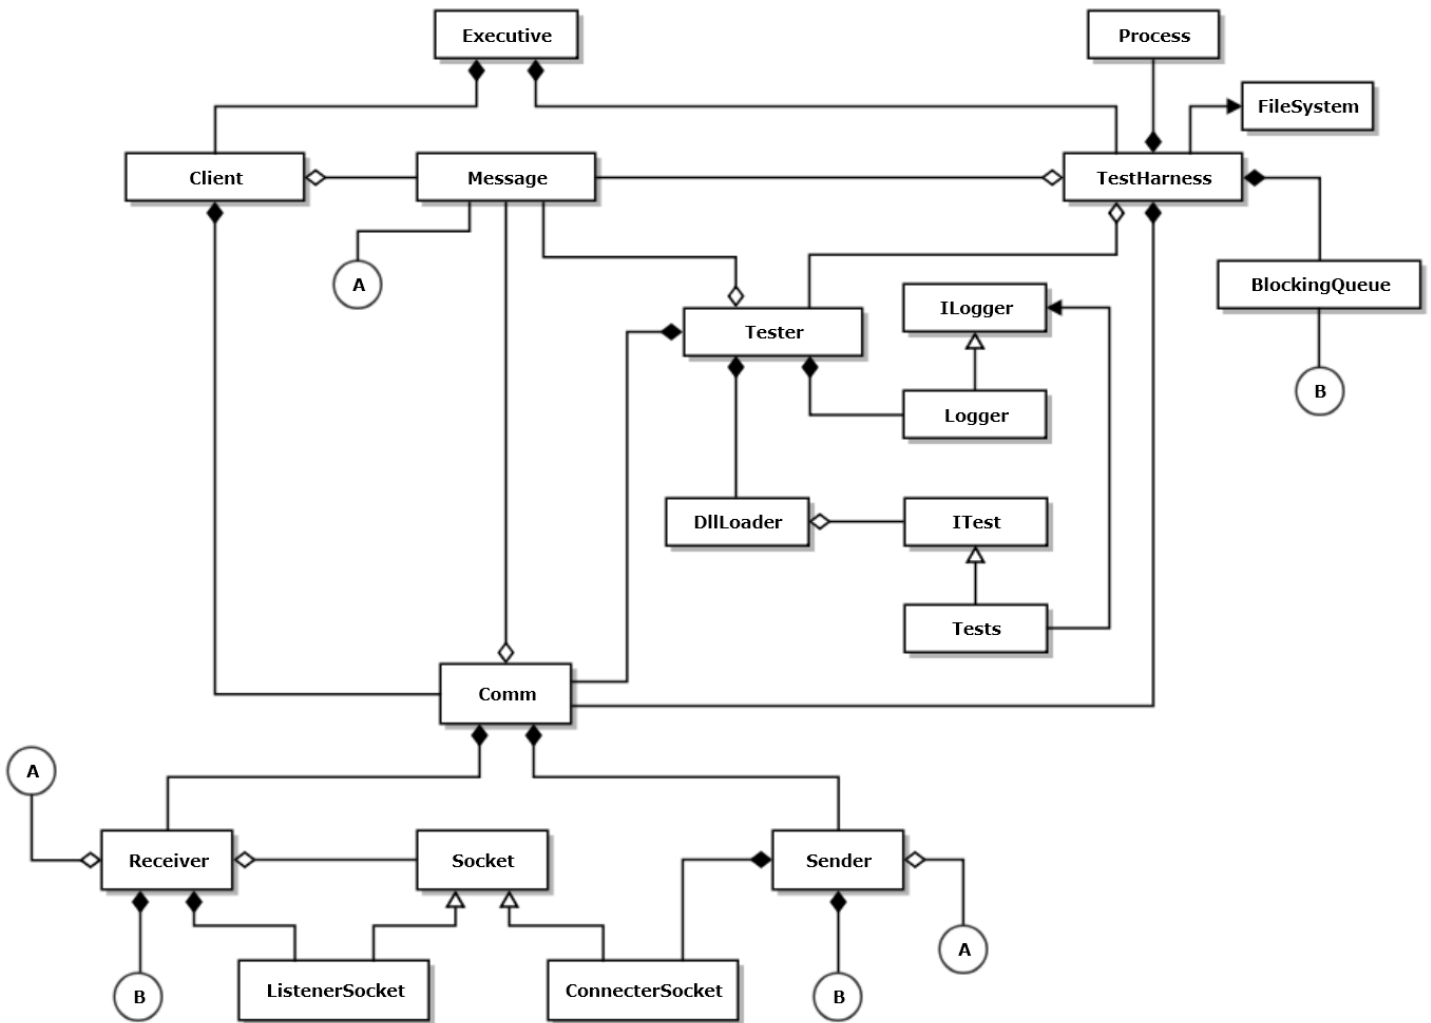 Executive
Process
FileSystem
Client
Message
TestHarness
A
BlockingQueue
ILogger
Tester
B
Logger
DllLoader
ITest
Tests
Comm
A
Receiver
Socket
Sender
A
B
ListenerSocket
ConnecterSocket
B